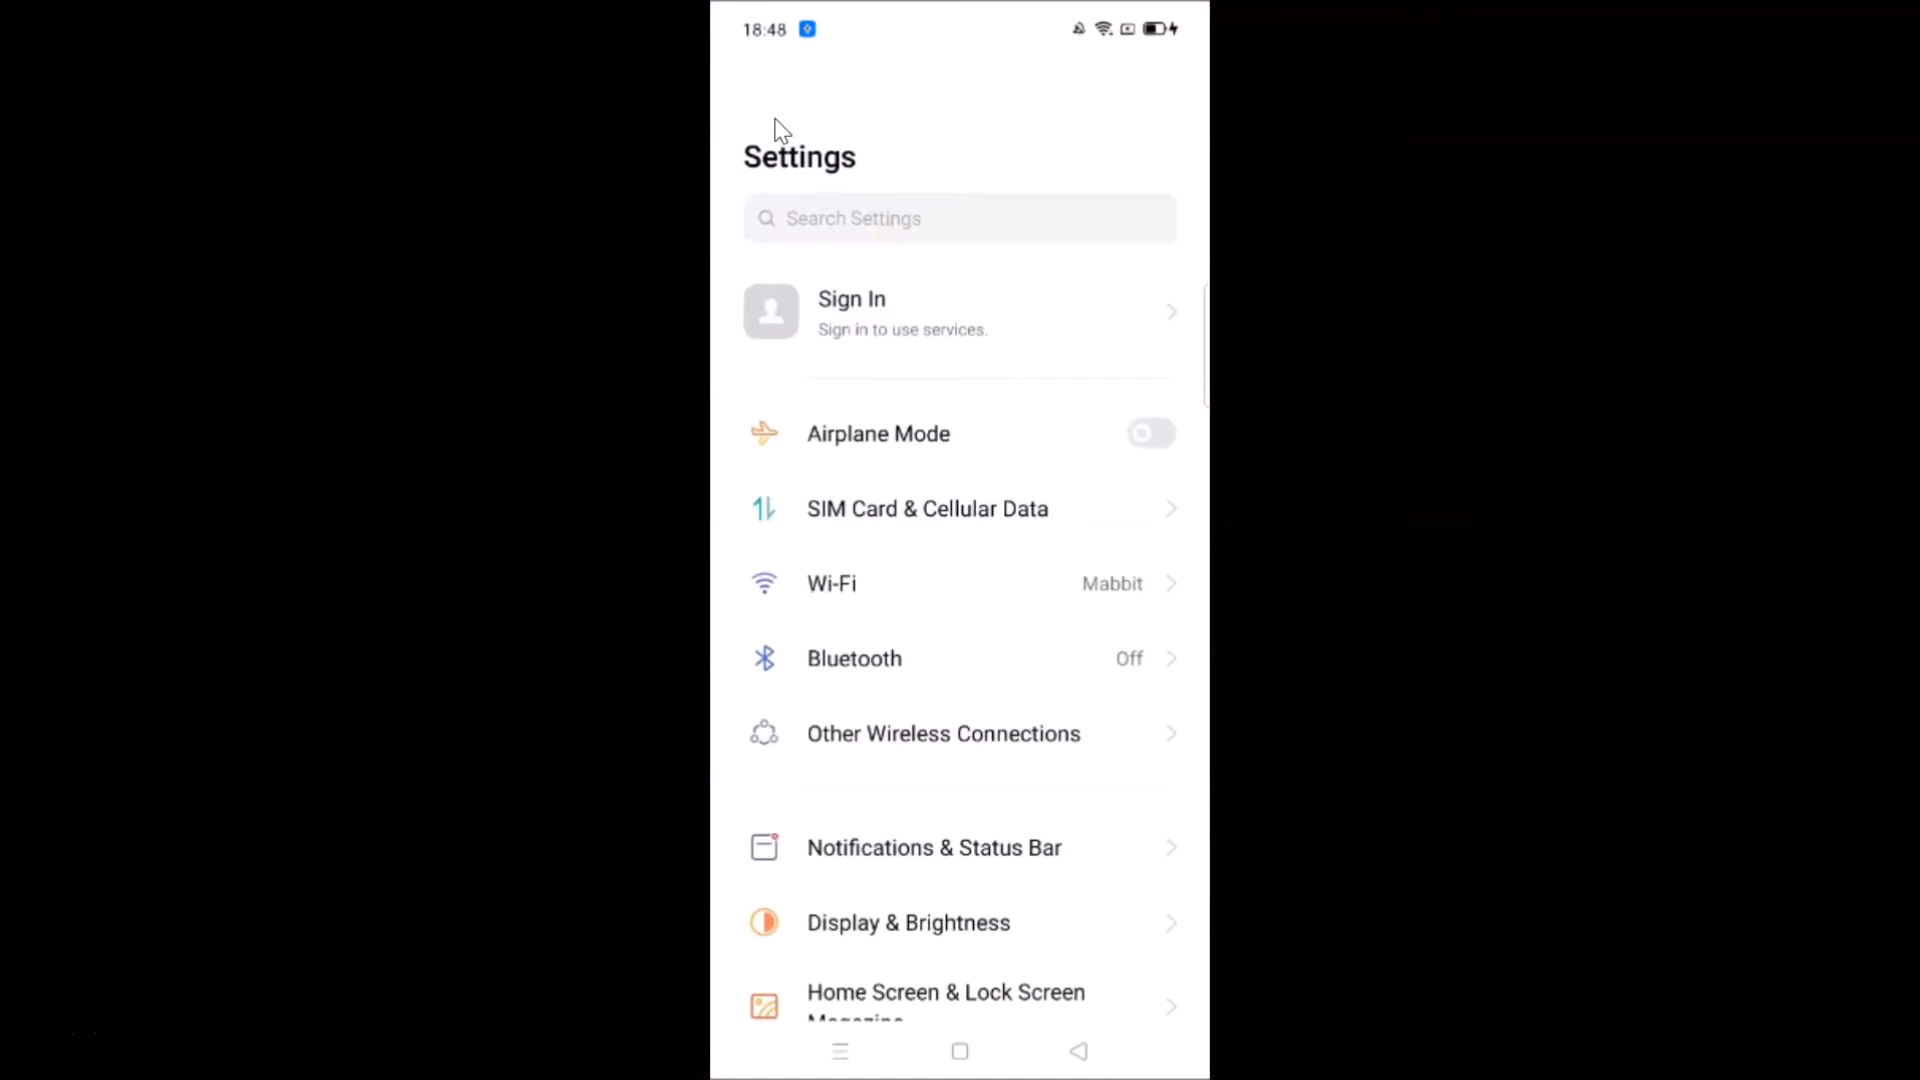 18:48
Settings
Search Settings
Sign In
Sign in to use services.
Airplane Mode
SIM Card & Cellular Data
Wi-Fi
Mabbit
Bluetooth
Off
Other Wireless Connections
Notifications & Status Bar
Display & Brightness
Home Screen & Lock Screen
Magazine